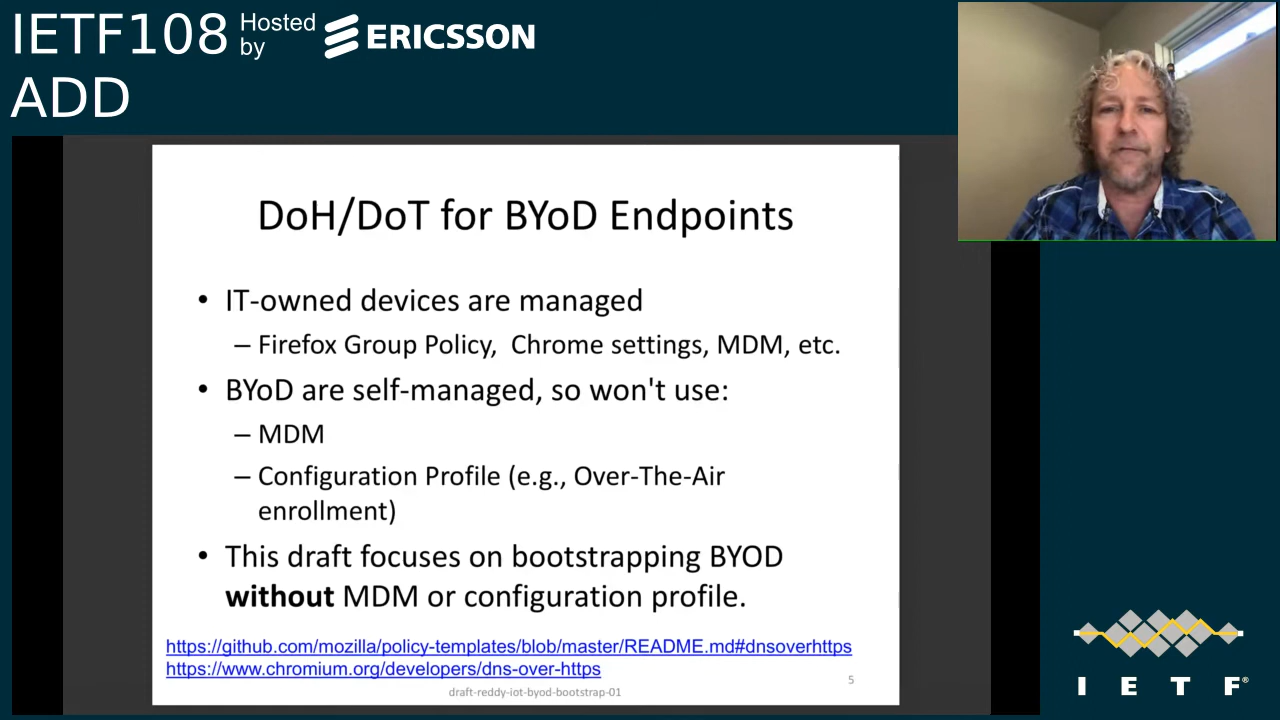 IETF108 Hosted by ERICSSON
ADD
DoH/DoT for BYoD Endpoints
• IT-owned devices are managed
– Firefox Group Policy,  Chrome settings, MDM, etc.
• BYoD are self-managed, so won't use:
– MDM
– Configuration Profile (e.g., Over-The-Air
enrollment)
• This draft focuses on bootstrapping BYOD
without MDM or configuration profile.
https://github.com/mozilla/policy-templates/blob/master/README.md#dnsoverhttps
https://www.chromium.org/developers/dns-over-https
5
draft-reddy-iot-byod-bootstrap-01
I E T F®